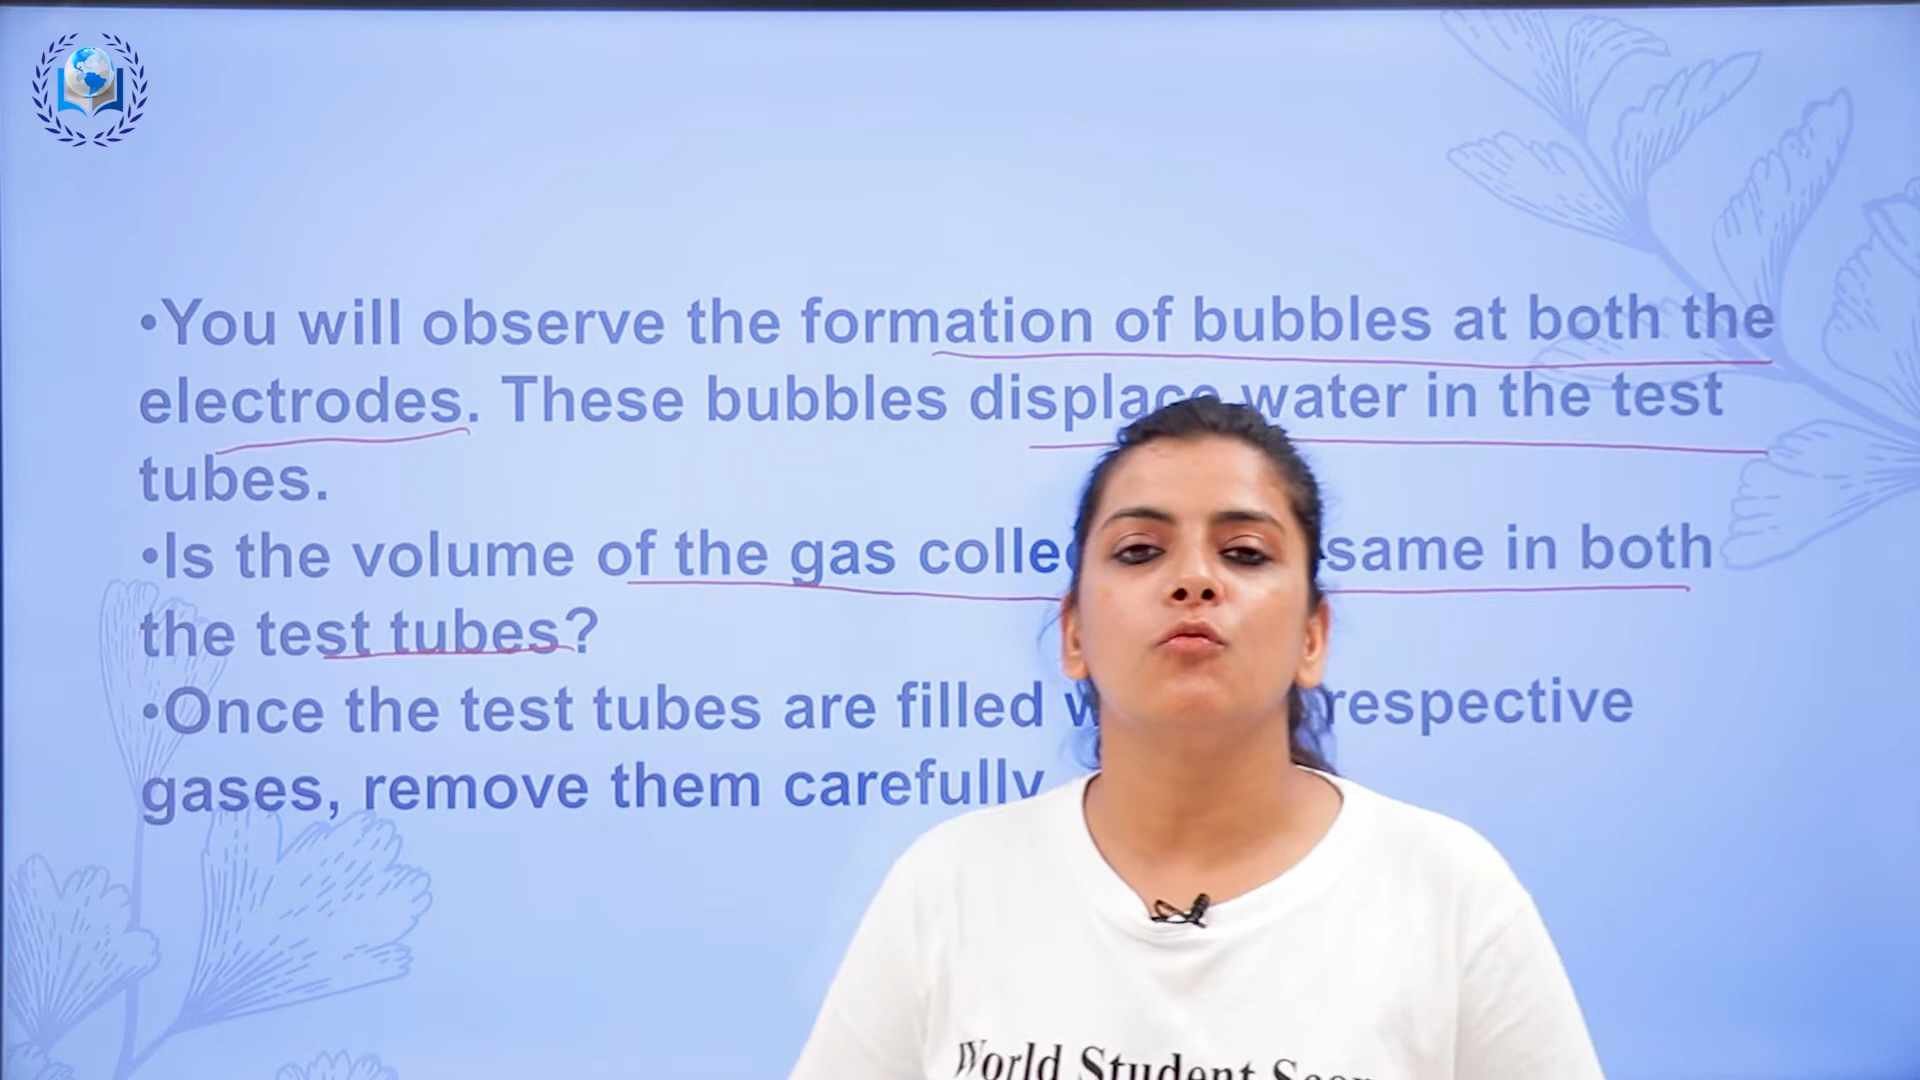 •You will observe the formation of bubbles at both the
electrodes. These bubbles displace water in the test
tubes.
•Is the volume of the gas same in both
the test tubes?
•Once the test tubes are filled respective
gases, remove them carefully
World Student